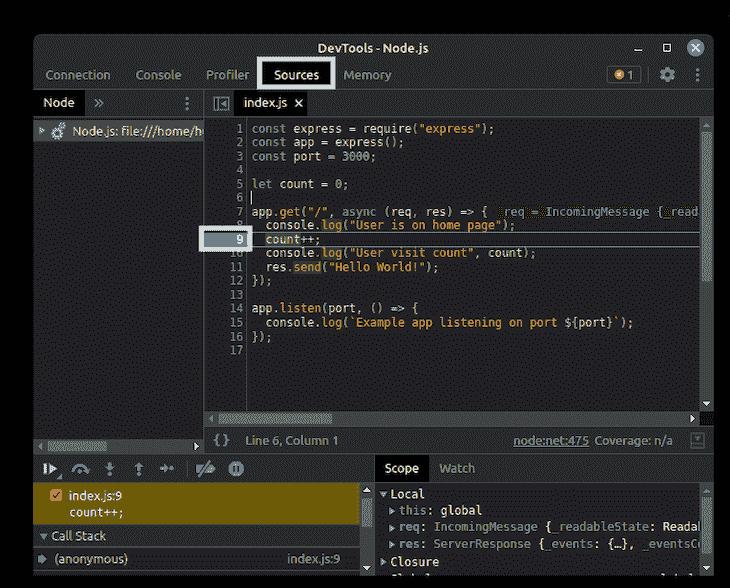 DevTools - Node.js
Connection Console Profiler Sources Memory 1
Node » index.js ×
Node.js: file:///home/h
1 const express = require("express");
2 const app = express();
3 const port = 3000;
4
5 let count = 0;
6
7 app.get("/", async (req, res) => { req = IncomingMessage {_read
8 console.log("User is on home page");
9 count++;
10 console.log("User visit count", count);
11 res.send("Hello World!");
12 });
13
14 app.listen(port, () => {
15 console.log(`Example app listening on port ${port}`);
16 });
17
{} Line 6, Column 1 node:net:475 Coverage: n/a
Scope Watch
index.js:9
count++;
Call Stack
(anonymous) index.js:9
Local
this: global
req: IncomingMessage {_readableState: Reada
res: ServerResponse {_events: {…}, _eventsC
Closure